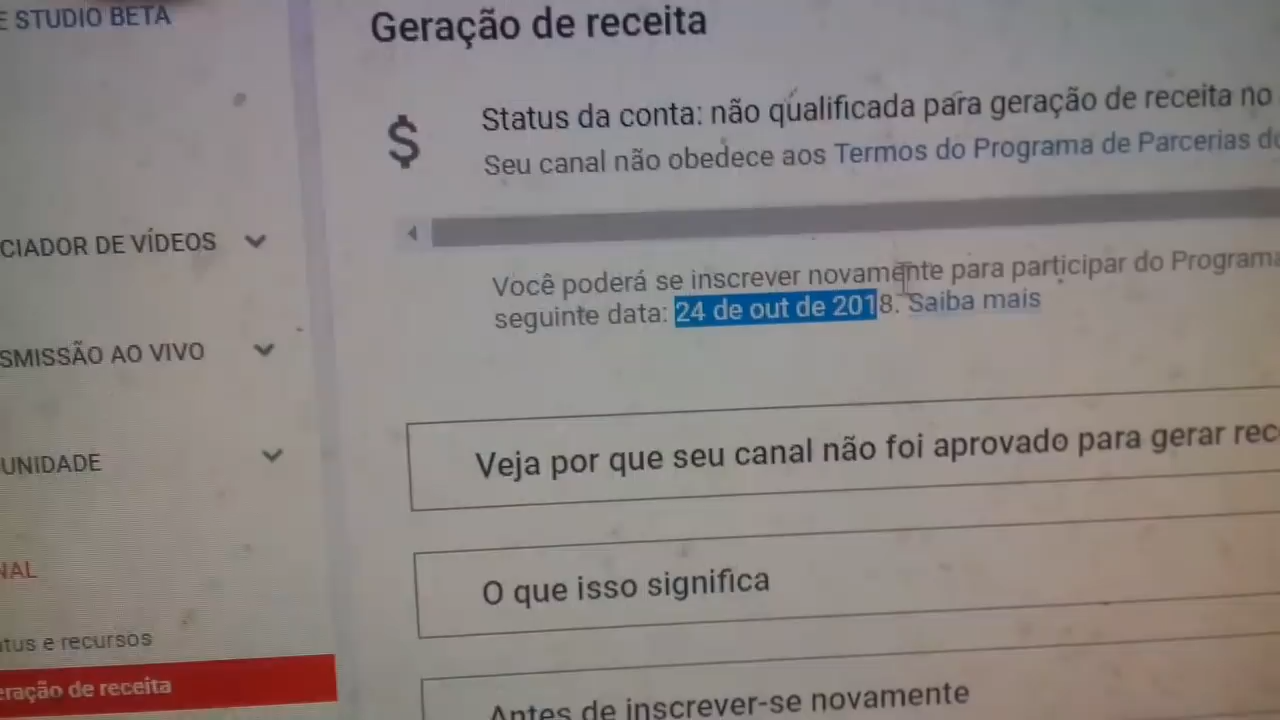 E STUDIO BETA
Geração de receita
$
Status da conta: não qualificada para geração de receita no
Seu canal não obedece aos Termos do Programa de Parcerias do
CIADOR DE VÍDEOS
Você poderá se inscrever novamente para participar do Programa
seguinte data: 24 de out de 2018. Saiba mais
SMISSÃO AO VIVO
Veja por que seu canal não foi aprovado para gerar rec
UNIDADE
O que isso significa
NAL
tus e recursos
eração de receita
Antes de inscrever-se novamente